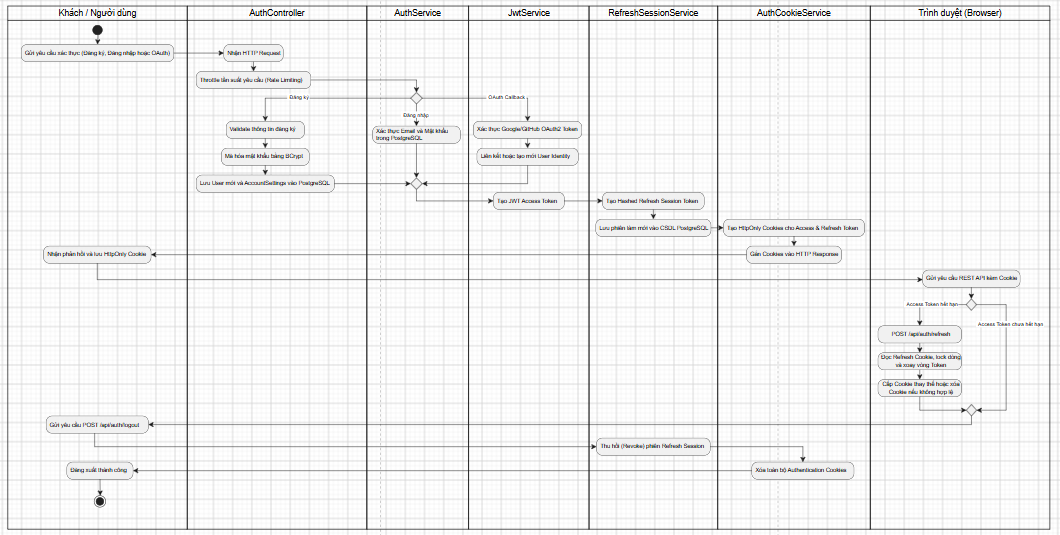 Khách / Người dùng
AuthController
AuthService
JwtService
RefreshSessionService
AuthCookieService
Trình duyệt (Browser)
Gửi yêu cầu xác thực (Đăng ký, Đăng nhập hoặc OAuth)
Nhận HTTP Request
Throttle tần suất yêu cầu (Rate Limiting)
Đăng ký
OAuth Callback
Đăng nhập
Validate thông tin đăng ký
Xác thực Email và Mật khẩu
trong PostgreSQL
Xác thực Google/GitHub OAuth2 Token
Mã hóa mật khẩu bằng BCrypt
Liên kết hoặc tạo mới User Identity
Lưu User mới và AccountSettings vào PostgreSQL
Tạo JWT Access Token
Tạo Hashed Refresh Session Token
Lưu phiên làm mới vào CSDL PostgreSQL
Tạo HttpOnly Cookies cho Access & Refresh Token
Nhận phản hồi và lưu HttpOnly Cookie
Gắn Cookies vào HTTP Response
Gửi yêu cầu REST API kèm Cookie
Access Token hết hạn
Access Token chưa hết hạn
POST /api/auth/refresh
Đọc Refresh Cookie, lock dòng
và xoay vòng Token
Cấp Cookie thay thế hoặc xóa
Cookie nếu không hợp lệ
Gửi yêu cầu POST /api/auth/logout
Thu hồi (Revoke) phiên Refresh Session
Đăng xuất thành công
Xóa toàn bộ Authentication Cookies